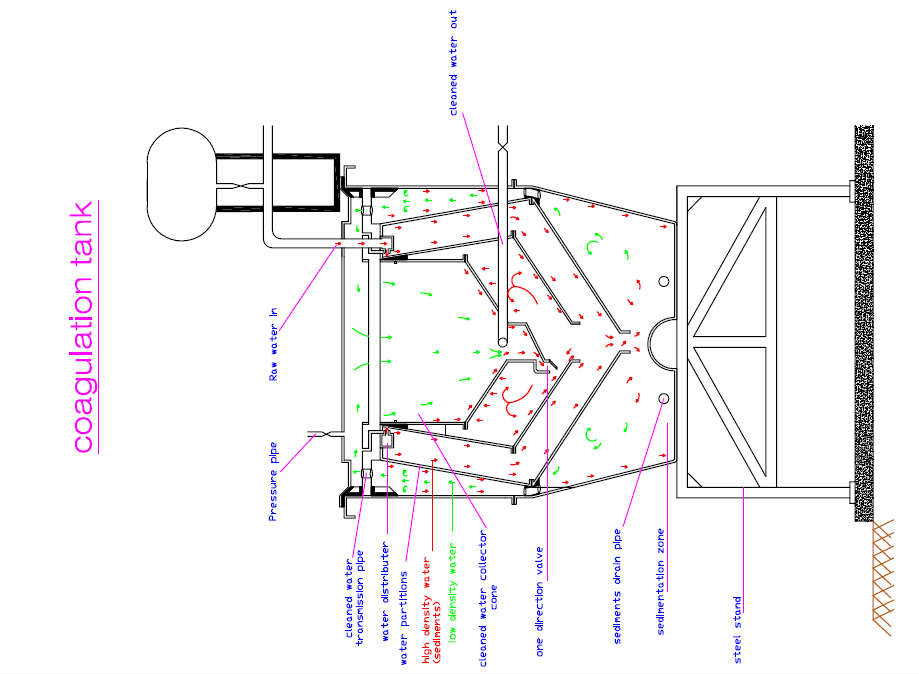 coagulation tank
Raw water in
Pressure pipe
cleaned water
transmission pipe
water distributer
water partitions
high density water
(sediments)
low density water
cleaned water collector
cone
cleaned water out
one direction valve
sediments drain pipe
sedimentation zone
steel stand